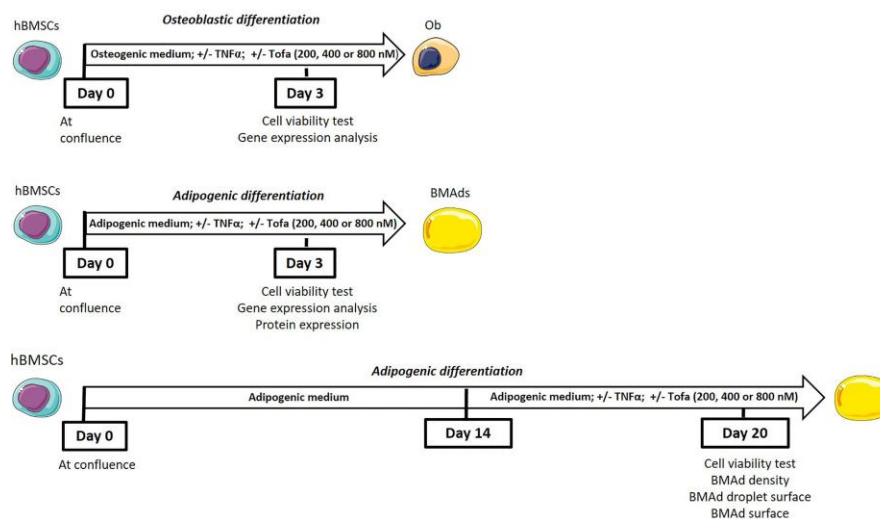 Osteoblastic differentiation
hBMSCs
Ob
Osteogenic medium; +/- TNFα; +/- Tofa (200, 400 or 800 nM)
Day 0
Day 3
At
confluence
Cell viability test
Gene expression analysis
hBMSCs
Adipogenic differentiation
BMAds
Adipogenic medium; +/- TNFα; +/- Tofa (200, 400 or 800 nM)
Day 0
Day 3
At
confluence
Cell viability test
Gene expression analysis
Protein expression
hBMSCs
Adipogenic differentiation
Adipogenic medium
Adipogenic medium; +/- TNFα; +/- Tofa (200, 400 or 800 nM)
Day 0
Day 14
Day 20
At confluence
Cell viability test
BMAd density
BMAd droplet surface
BMAd surface